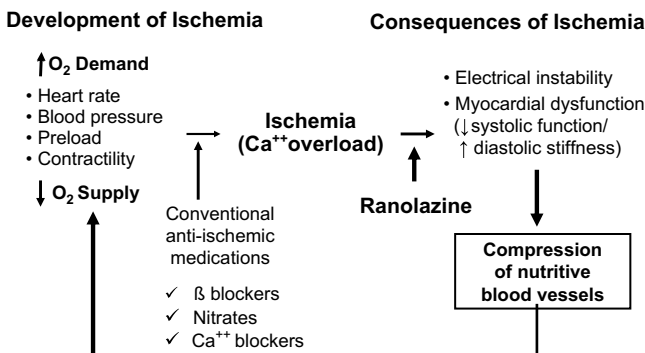 Development of Ischemia
↑ O₂ Demand
• Heart rate
• Blood pressure
• Preload
• Contractility
↓ O₂ Supply
Conventional
anti-ischemic
medications
✓ ß blockers
✓ Nitrates
✓ Ca⁺⁺ blockers
Ischemia
(Ca⁺⁺overload)
Ranolazine
Consequences of Ischemia
• Electrical instability
• Myocardial dysfunction
(↓systolic function/
↑ diastolic stiffness)
Compression
of nutritive
blood vessels